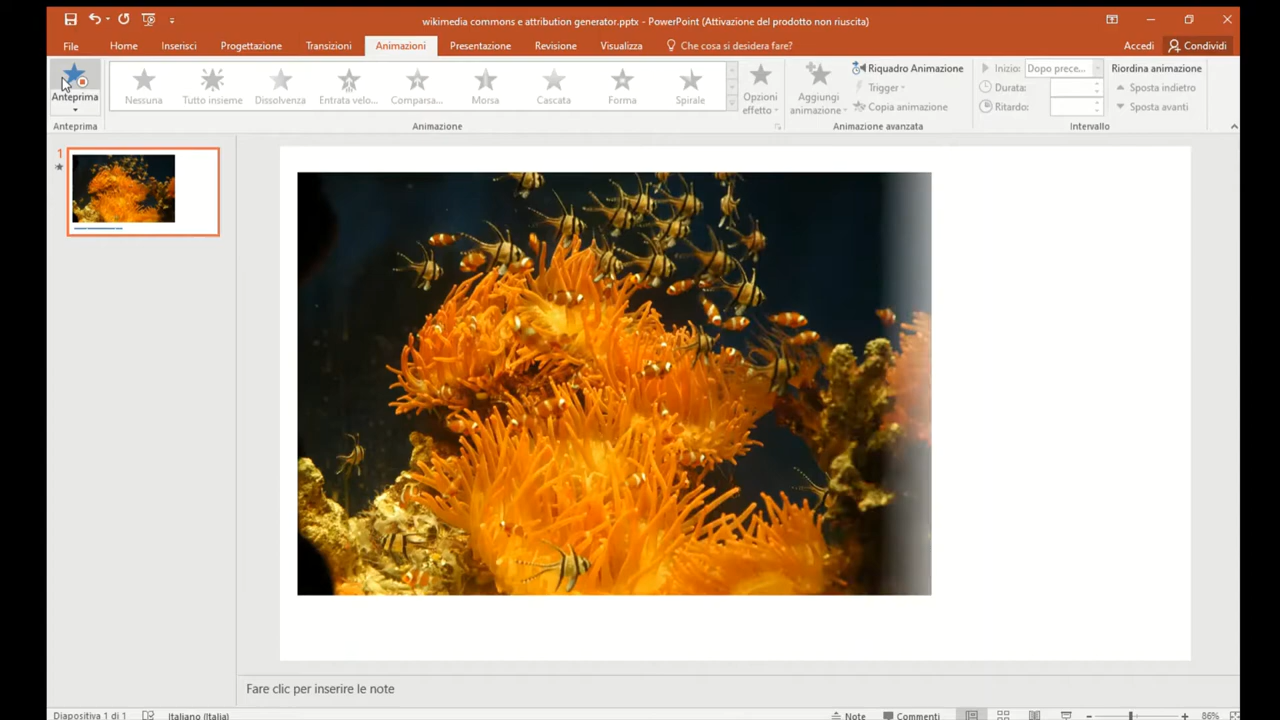 wikimedia commons e attribution generator.pptx - PowerPoint (Attivazione del prodotto non riuscita)
File Home Inserisci Progettazione Transizioni Animazioni Presentazione Revisione Visualizza Che cosa si desidera fare? Accedi Condividi
Anteprima
Nessuna Tutto insieme Dissolvenza Entrata velo... Comparsa... Morsa Cascata Forma Spirale
Opzioni effetto
Aggiungi animazione
Riquadro Animazione
Trigger
Copia animazione
Inizio: Dopo prece...
Durata:
Ritardo:
Riordina animazione
Sposta indietro
Sposta avanti
Anteprima Animazione Animazione avanzata Intervallo
1
Fare clic per inserire le note
Diapositiva 1 di 1 Italiano (Italia) Note Commenti 86%